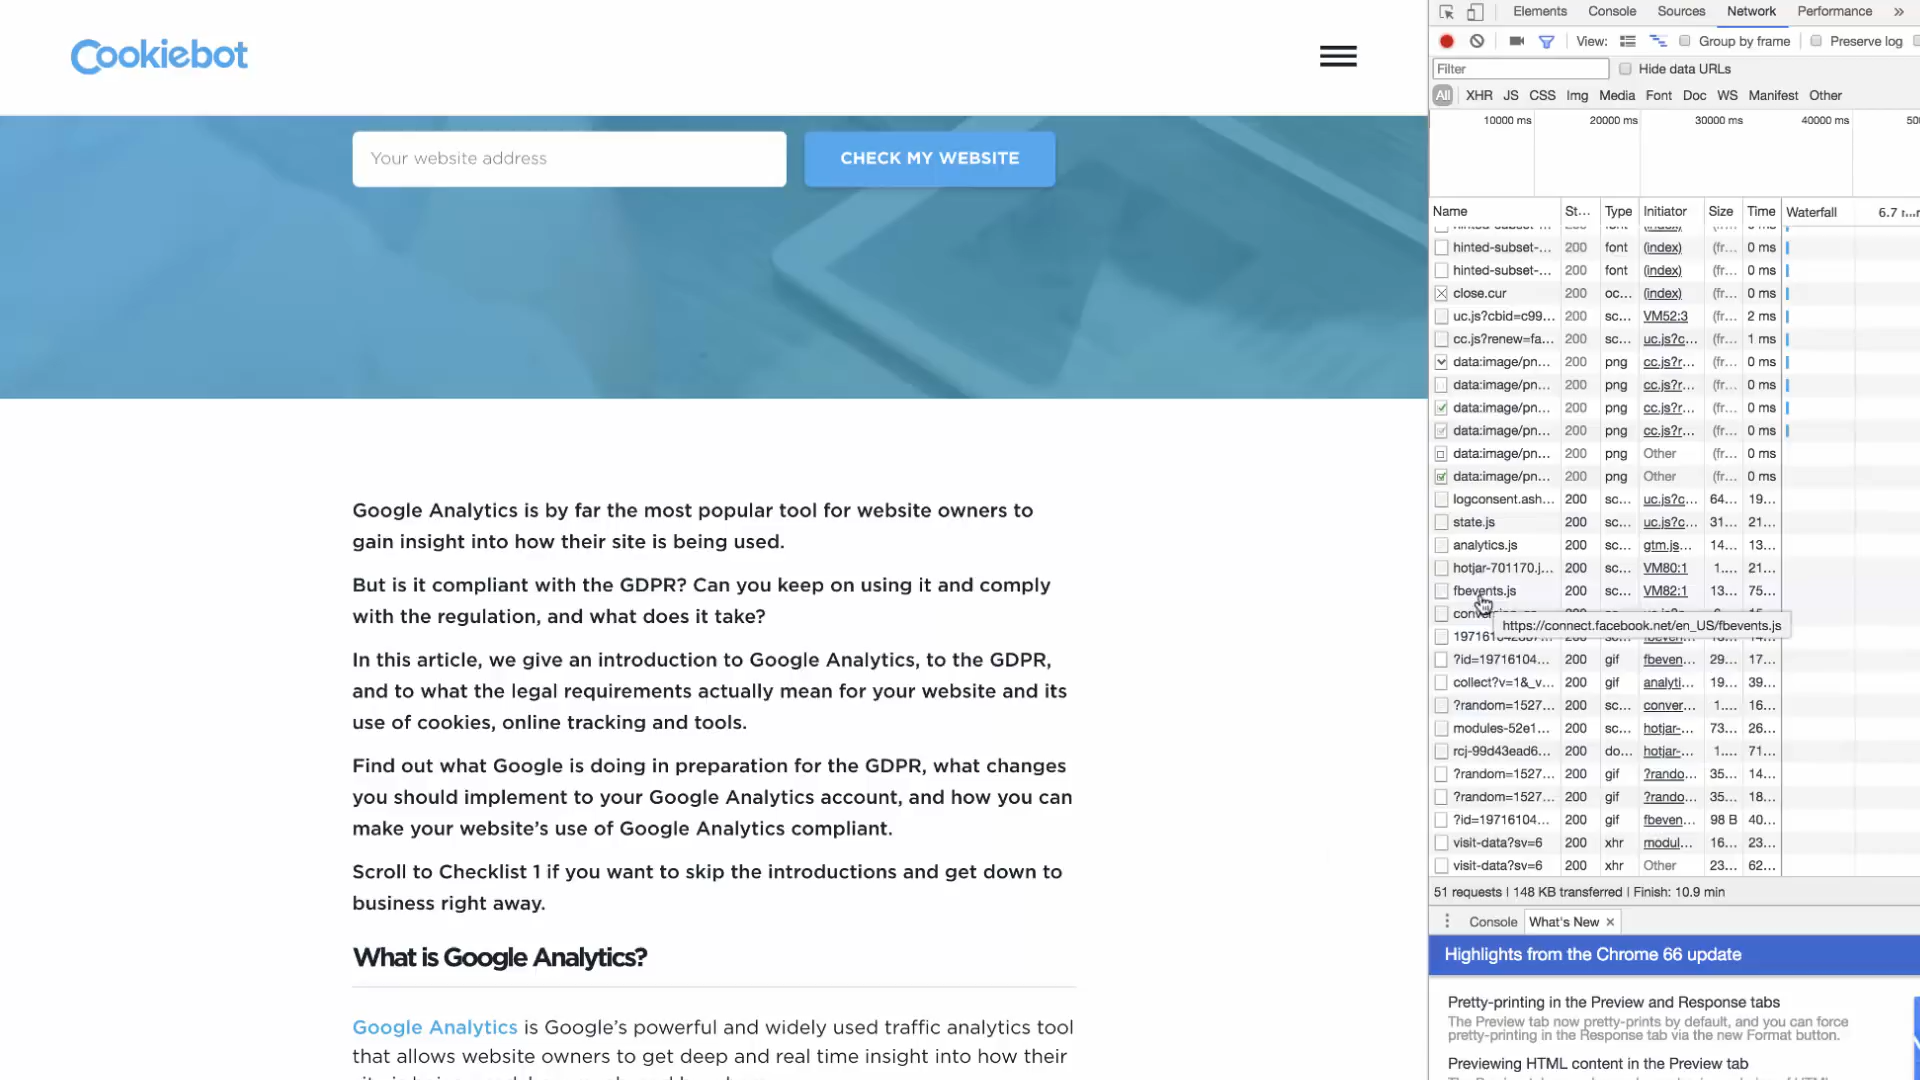 Cookiebot
Your website address
CHECK MY WEBSITE
Google Analytics is by far the most popular tool for website owners to
gain insight into how their site is being used.
But is it compliant with the GDPR? Can you keep on using it and comply
with the regulation, and what does it take?
In this article, we give an introduction to Google Analytics, to the GDPR,
and to what the legal requirements actually mean for your website and its
use of cookies, online tracking and tools.
Find out what Google is doing in preparation for the GDPR, what changes
you should implement to your Google Analytics account, and how you can
make your website’s use of Google Analytics compliant.
Scroll to Checklist 1 if you want to skip the introductions and get down to
business right away.
What is Google Analytics?
Google Analytics is Google’s powerful and widely used traffic analytics tool
that allows website owners to get deep and real time insight into how their
Elements Console Sources Network Performance »
View: Group by frame Preserve log
Filter Hide data URLs
All XHR JS CSS Img Media Font Doc WS Manifest Other
10000 ms 20000 ms 30000 ms 40000 ms 50
Name St... Type Initiator Size Time Waterfall 6.7
hinted-subset-... 200 font (index) (fr... 0 ms
hinted-subset-... 200 font (index) (fr... 0 ms
close.cur 200 oc... (index) (fr... 0 ms
uc.js?cbid=c99... 200 sc... VM52:3 (fr... 2 ms
cc.js?renew=fa... 200 sc... uc.js?c... (fr... 1 ms
data:image/pn... 200 png cc.js?r... (fr... 0 ms
data:image/pn... 200 png cc.js?r... (fr... 0 ms
data:image/pn... 200 png cc.js?r... (fr... 0 ms
data:image/pn... 200 png cc.js?r... (fr... 0 ms
data:image/pn... 200 png Other (fr... 0 ms
data:image/pn... 200 png Other (fr... 0 ms
logconsent.ash... 200 sc... uc.js?c... 64... 19...
state.js 200 sc... uc.js?c... 31... 21...
analytics.js 200 sc... gtm.js... 14... 13...
hotjar-701170.j... 200 sc... VM80:1 1.... 21...
fbevents.js 200 sc... VM82:1 13... 75...
https://connect.facebook.net/en_US/fbevents.js
?id=19716104... 200 gif fbeven... 29... 17...
collect?v=1&_v... 200 gif analyti... 19... 39...
?random=1527... 200 sc... conver... 1.... 16...
modules-52e1... 200 sc... hotjar-... 73... 26...
rcj-99d43ead6... 200 do... hotjar-... 1.... 71...
?random=1527... 200 gif ?rando... 35... 14...
?random=1527... 200 gif ?rando... 35... 18...
?id=19716104... 200 gif fbeven... 98 B 40...
visit-data?sv=6 200 xhr modul... 16... 23...
visit-data?sv=6 200 xhr Other 23... 62...
51 requests | 148 KB transferred | Finish: 10.9 min
Console What's New ×
Highlights from the Chrome 66 update
Pretty-printing in the Preview and Response tabs
The Preview tab now pretty-prints by default, and you can force
pretty-printing in the Response tab via the new Format button.
Previewing HTML content in the Preview tab